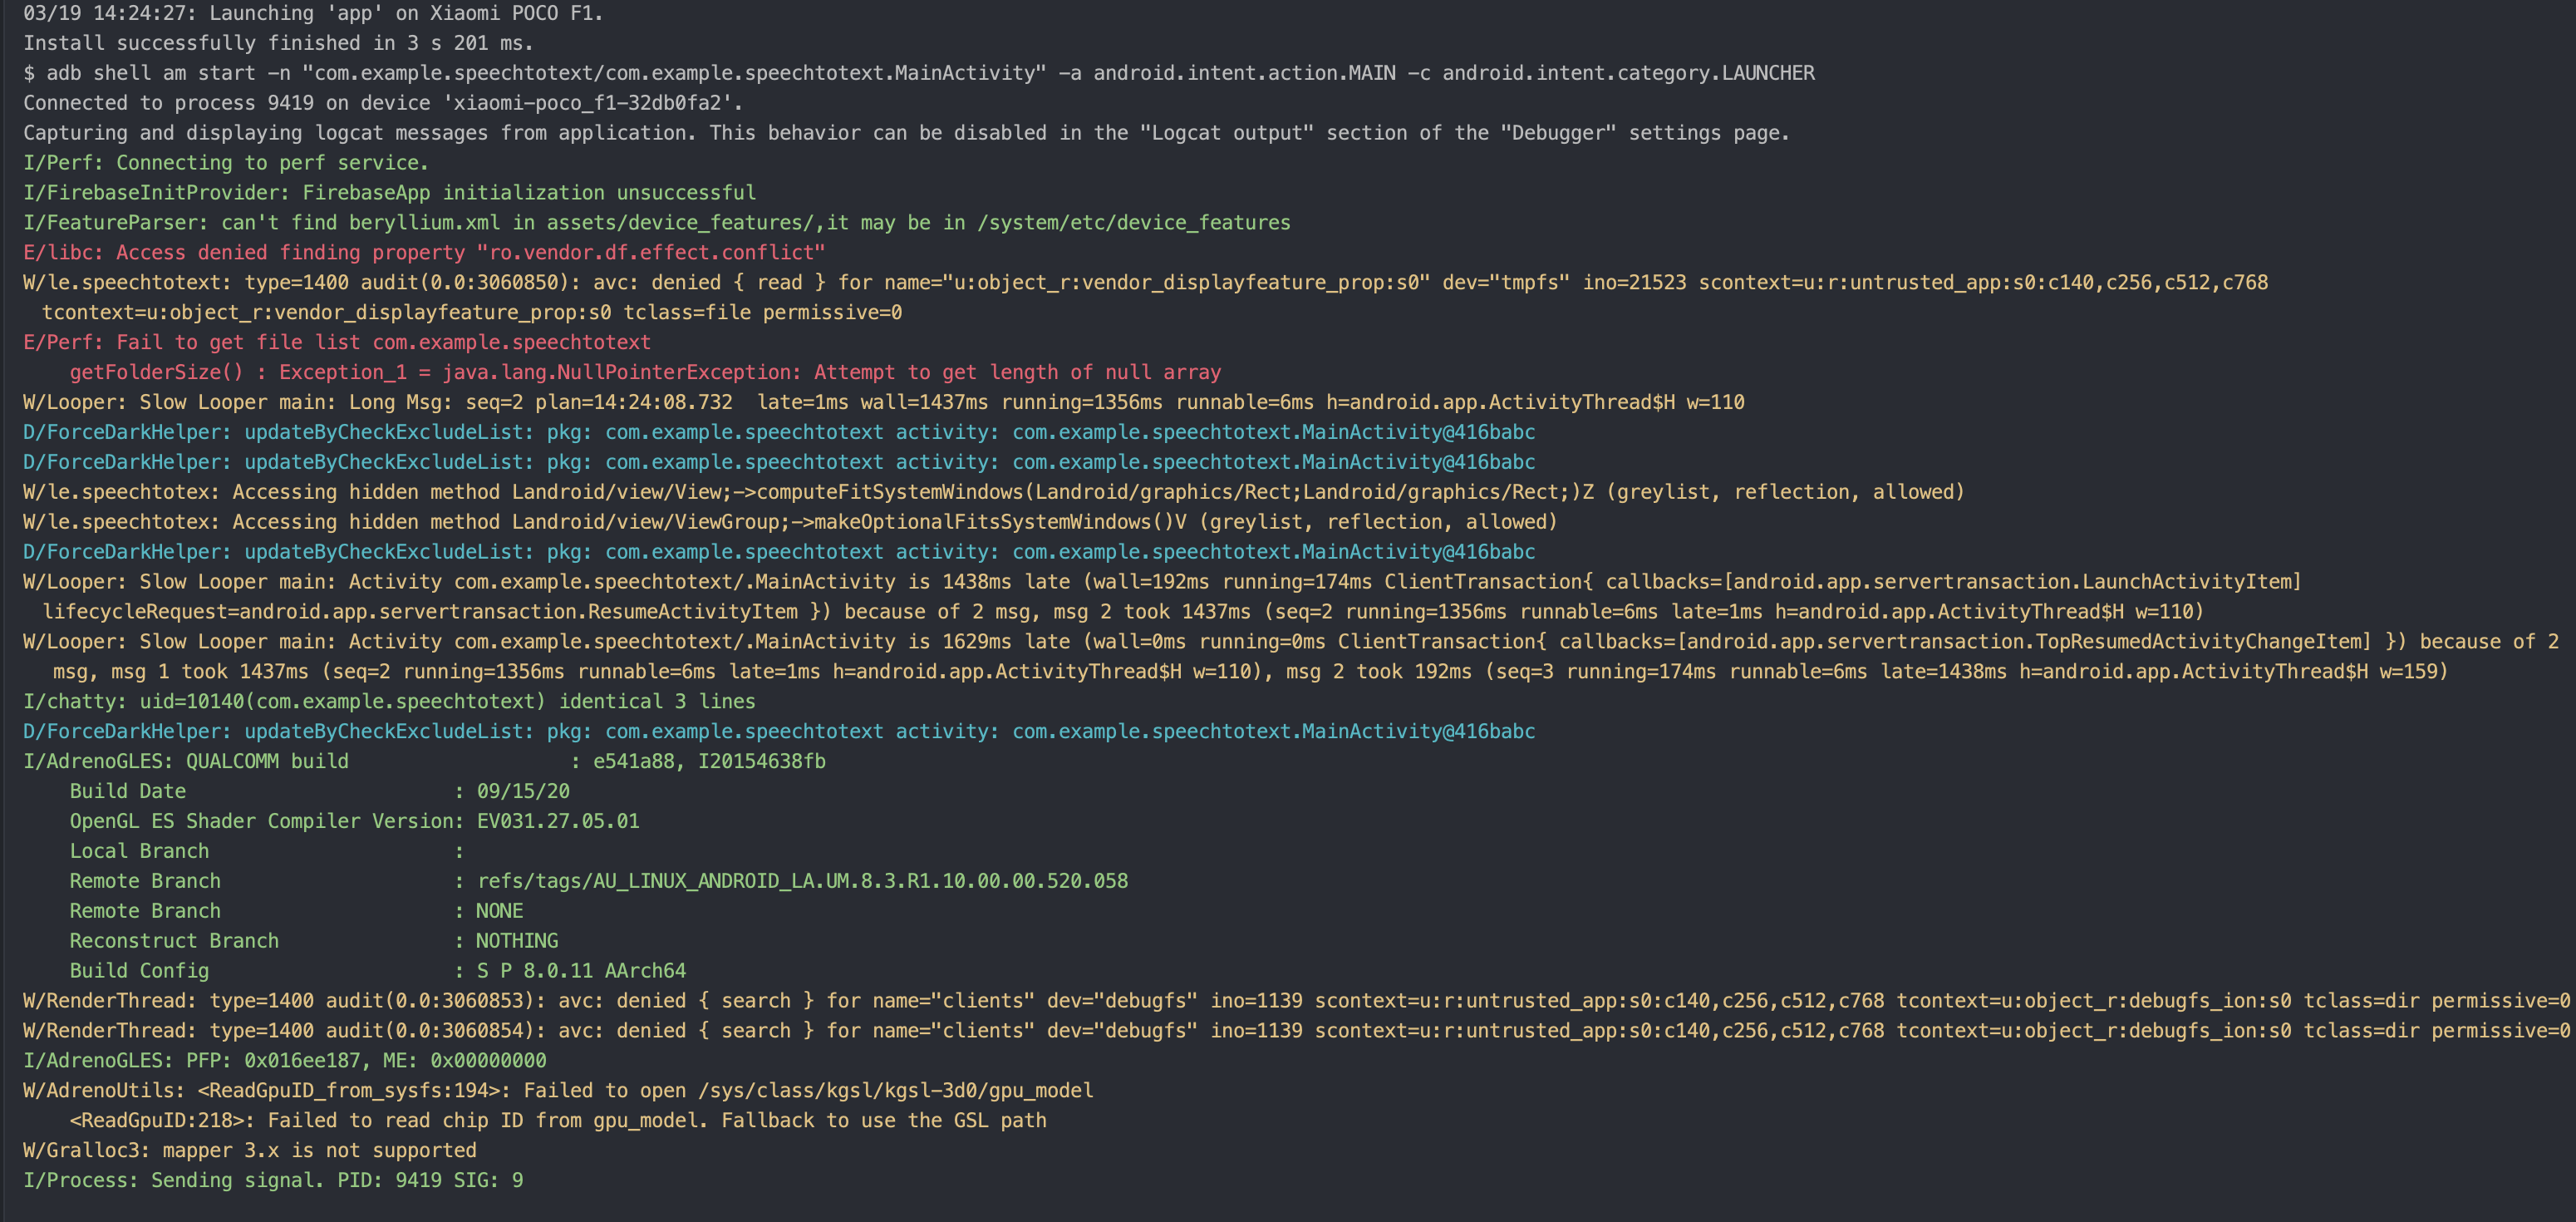 03/19 14:24:27: Launching 'app' on Xiaomi POCO F1.
Install successfully finished in 3 s 201 ms.
$ adb shell am start -n "com.example.speechtotext/com.example.speechtotext.MainActivity" -a android.intent.action.MAIN -c android.intent.category.LAUNCHER
Connected to process 9419 on device 'xiaomi-poco_f1-32db0fa2'.
Capturing and displaying logcat messages from application. This behavior can be disabled in the "Logcat output" section of the "Debugger" settings page.
I/Perf: Connecting to perf service.
I/FirebaseInitProvider: FirebaseApp initialization unsuccessful
I/FeatureParser: can't find beryllium.xml in assets/device_features/,it may be in /system/etc/device_features
E/libc: Access denied finding property "ro.vendor.df.effect.conflict"
W/le.speechtotext: type=1400 audit(0.0:3060850): avc: denied { read } for name="u:object_r:vendor_displayfeature_prop:s0" dev="tmpfs" ino=21523 scontext=u:r:untrusted_app:s0:c140,c256,c512,c768
tcontext=u:object_r:vendor_displayfeature_prop:s0 tclass=file permissive=0
E/Perf: Fail to get file list com.example.speechtotext
getFolderSize() : Exception_1 = java.lang.NullPointerException: Attempt to get length of null array
W/Looper: Slow Looper main: Long Msg: seq=2 plan=14:24:08.732  late=1ms wall=1437ms running=1356ms runnable=6ms h=android.app.ActivityThread$H w=110
D/ForceDarkHelper: updateByCheckExcludeList: pkg: com.example.speechtotext activity: com.example.speechtotext.MainActivity@416babc
D/ForceDarkHelper: updateByCheckExcludeList: pkg: com.example.speechtotext activity: com.example.speechtotext.MainActivity@416babc
W/le.speechtotex: Accessing hidden method Landroid/view/View;->computeFitSystemWindows(Landroid/graphics/Rect;Landroid/graphics/Rect;)Z (greylist, reflection, allowed)
W/le.speechtotex: Accessing hidden method Landroid/view/ViewGroup;->makeOptionalFitsSystemWindows()V (greylist, reflection, allowed)
D/ForceDarkHelper: updateByCheckExcludeList: pkg: com.example.speechtotext activity: com.example.speechtotext.MainActivity@416babc
W/Looper: Slow Looper main: Activity com.example.speechtotext/.MainActivity is 1438ms late (wall=192ms running=174ms ClientTransaction{ callbacks=[android.app.servertransaction.LaunchActivityItem]
lifecycleRequest=android.app.servertransaction.ResumeActivityItem }) because of 2 msg, msg 2 took 1437ms (seq=2 running=1356ms runnable=6ms late=1ms h=android.app.ActivityThread$H w=110)
W/Looper: Slow Looper main: Activity com.example.speechtotext/.MainActivity is 1629ms late (wall=0ms running=0ms ClientTransaction{ callbacks=[android.app.servertransaction.TopResumedActivityChangeItem] }) because of 2
msg, msg 1 took 1437ms (seq=2 running=1356ms runnable=6ms late=1ms h=android.app.ActivityThread$H w=110), msg 2 took 192ms (seq=3 running=174ms runnable=6ms late=1438ms h=android.app.ActivityThread$H w=159)
I/chatty: uid=10140(com.example.speechtotext) identical 3 lines
D/ForceDarkHelper: updateByCheckExcludeList: pkg: com.example.speechtotext activity: com.example.speechtotext.MainActivity@416babc
I/AdrenoGLES: QUALCOMM build                   : e541a88, I20154638fb
Build Date                       : 09/15/20
OpenGL ES Shader Compiler Version: EV031.27.05.01
Local Branch                     :
Remote Branch                    : refs/tags/AU_LINUX_ANDROID_LA.UM.8.3.R1.10.00.00.520.058
Remote Branch                    : NONE
Reconstruct Branch               : NOTHING
Build Config                     : S P 8.0.11 AArch64
W/RenderThread: type=1400 audit(0.0:3060853): avc: denied { search } for name="clients" dev="debugfs" ino=1139 scontext=u:r:untrusted_app:s0:c140,c256,c512,c768 tcontext=u:object_r:debugfs_ion:s0 tclass=dir permissive=0
W/RenderThread: type=1400 audit(0.0:3060854): avc: denied { search } for name="clients" dev="debugfs" ino=1139 scontext=u:r:untrusted_app:s0:c140,c256,c512,c768 tcontext=u:object_r:debugfs_ion:s0 tclass=dir permissive=0
I/AdrenoGLES: PFP: 0x016ee187, ME: 0x00000000
W/AdrenoUtils: <ReadGpuID_from_sysfs:194>: Failed to open /sys/class/kgsl/kgsl-3d0/gpu_model
<ReadGpuID:218>: Failed to read chip ID from gpu_model. Fallback to use the GSL path
W/Gralloc3: mapper 3.x is not supported
I/Process: Sending signal. PID: 9419 SIG: 9